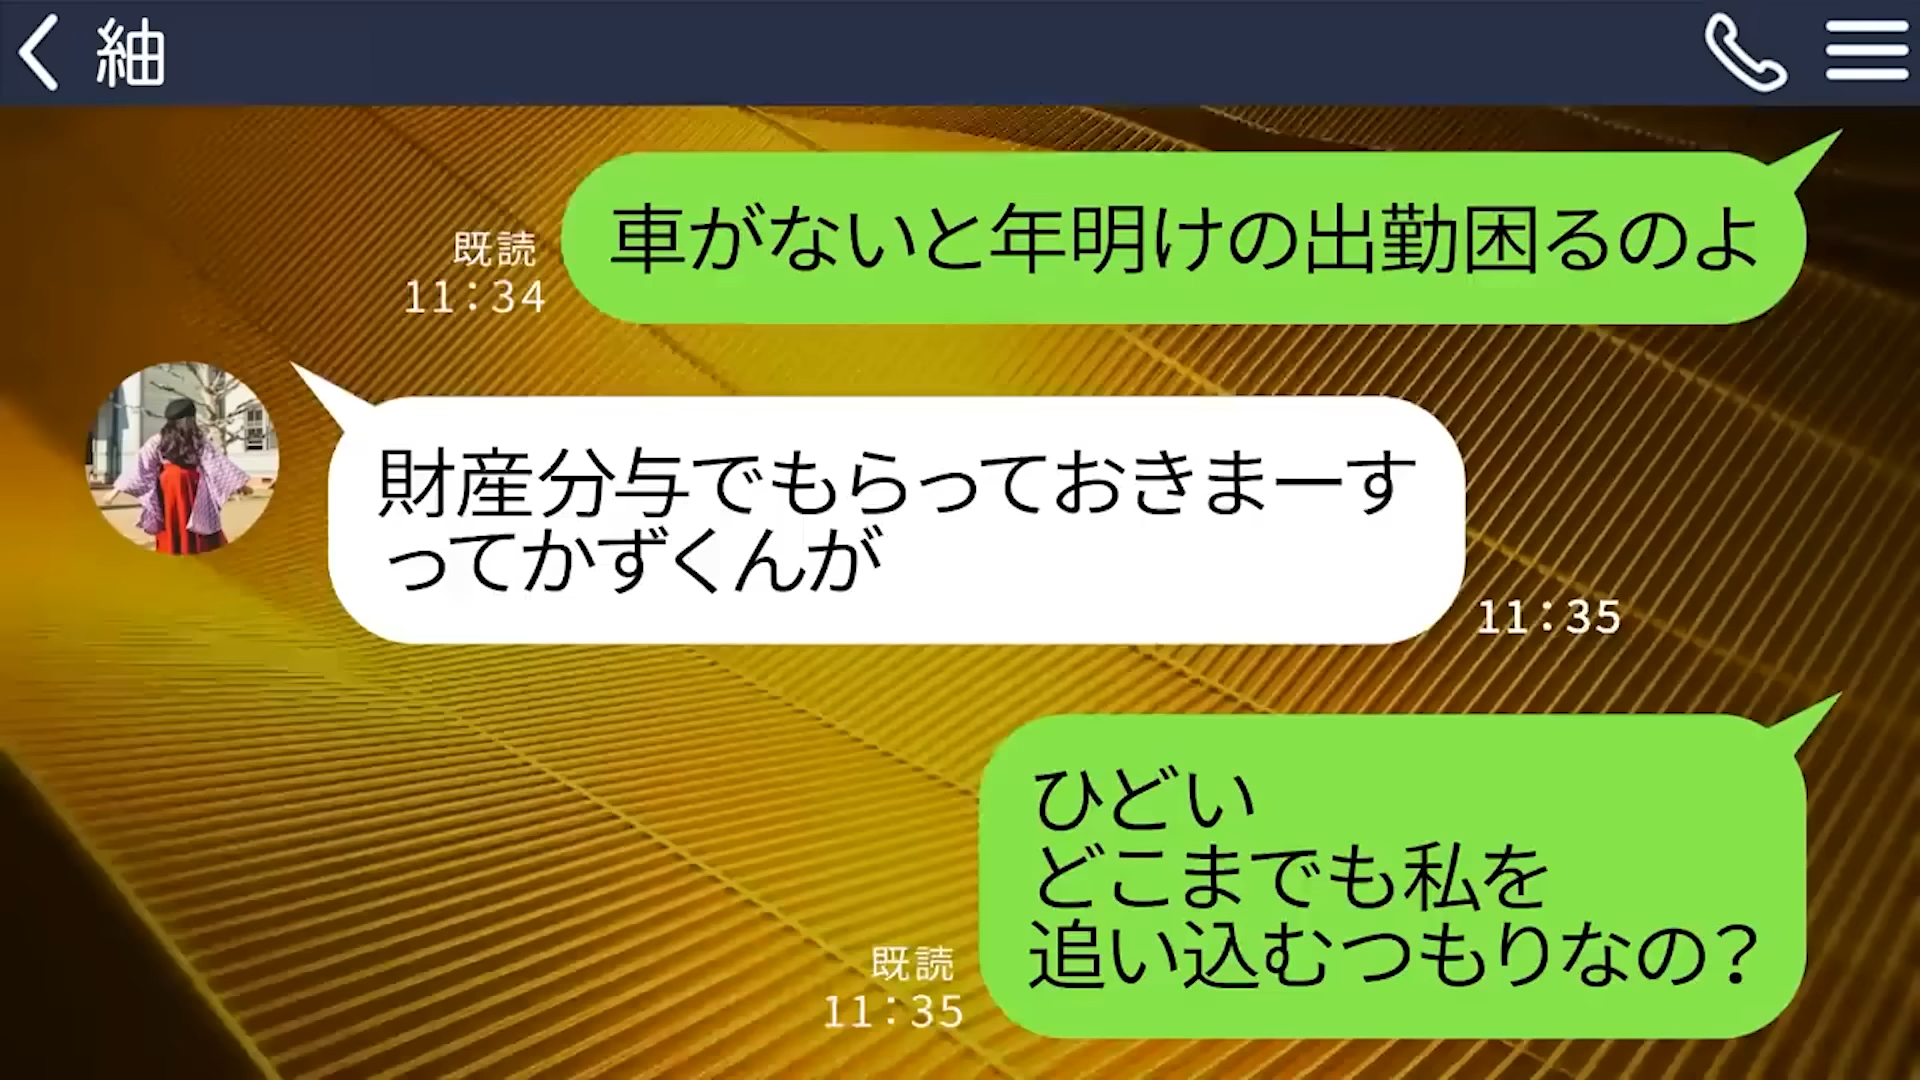 紬
車がないと年明けの出勤困るのよ
既読
11:34
財産分与でもらっておきまーす
ってかずくんが
11:35
ひどい
どこまでも私を
追い込むつもりなの？
既読
11:35